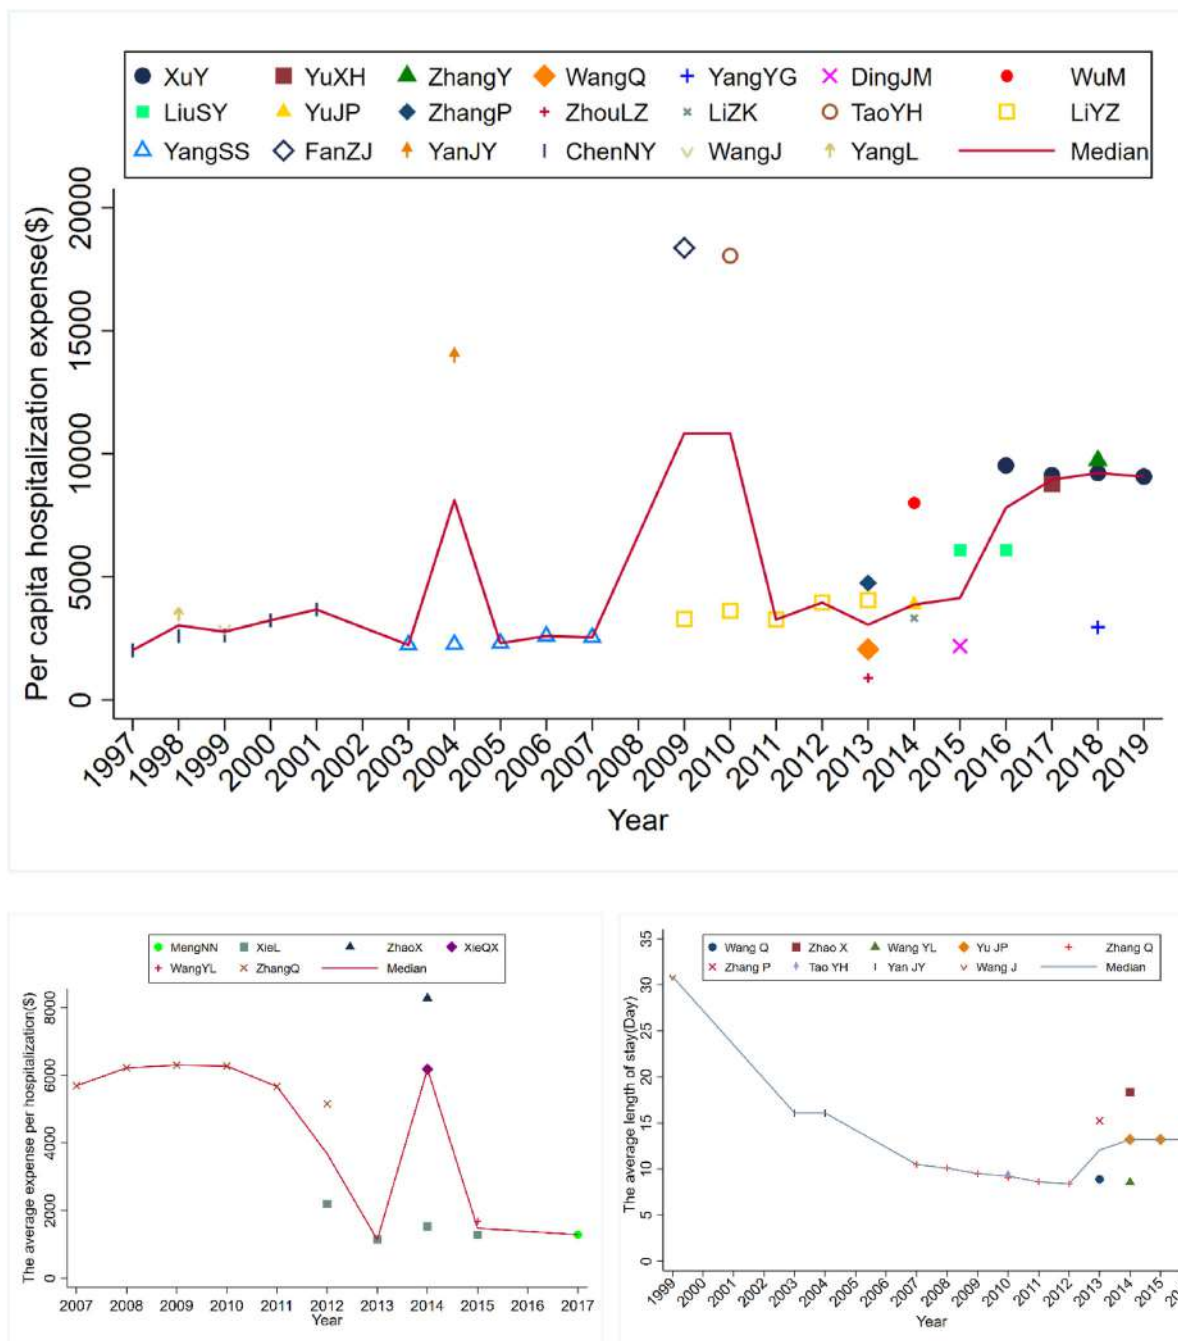 XuY YuXH ZhangY WangQ YangYG DingJM WuM
LiuSY YuJP ZhangP ZhouLZ LiZK TaoYH LiYZ
YangSS FanZJ YanJY ChenNY WangJ YangL Median
Per capita hospitalization expense($)
20000
15000
10000
5000
0
1997 1998 1999 2000 2001 2002 2003 2004 2005 2006 2007 2008 2009 2010 2011 2012 2013 2014 2015 2016 2017 2018 2019
Year
MengNN XieL ZhaoX XieQX
WangYL ZhangQ Median
The average expense per hospitalization($)
8000
6000
4000
2000
0
2007 2008 2009 2010 2011 2012 2013 2014 2015 2016 2017
Year
Wang Q Zhao X Wang YL Yu JP Zhang Q
Zhang P Tao YH Yan JY Wang J Median
The average length of stay(Day)
35
30
25
20
15
10
5
0
1999 2000 2001 2002 2003 2004 2005 2006 2007 2008 2009 2010 2011 2012 2013 2014 2015
Year